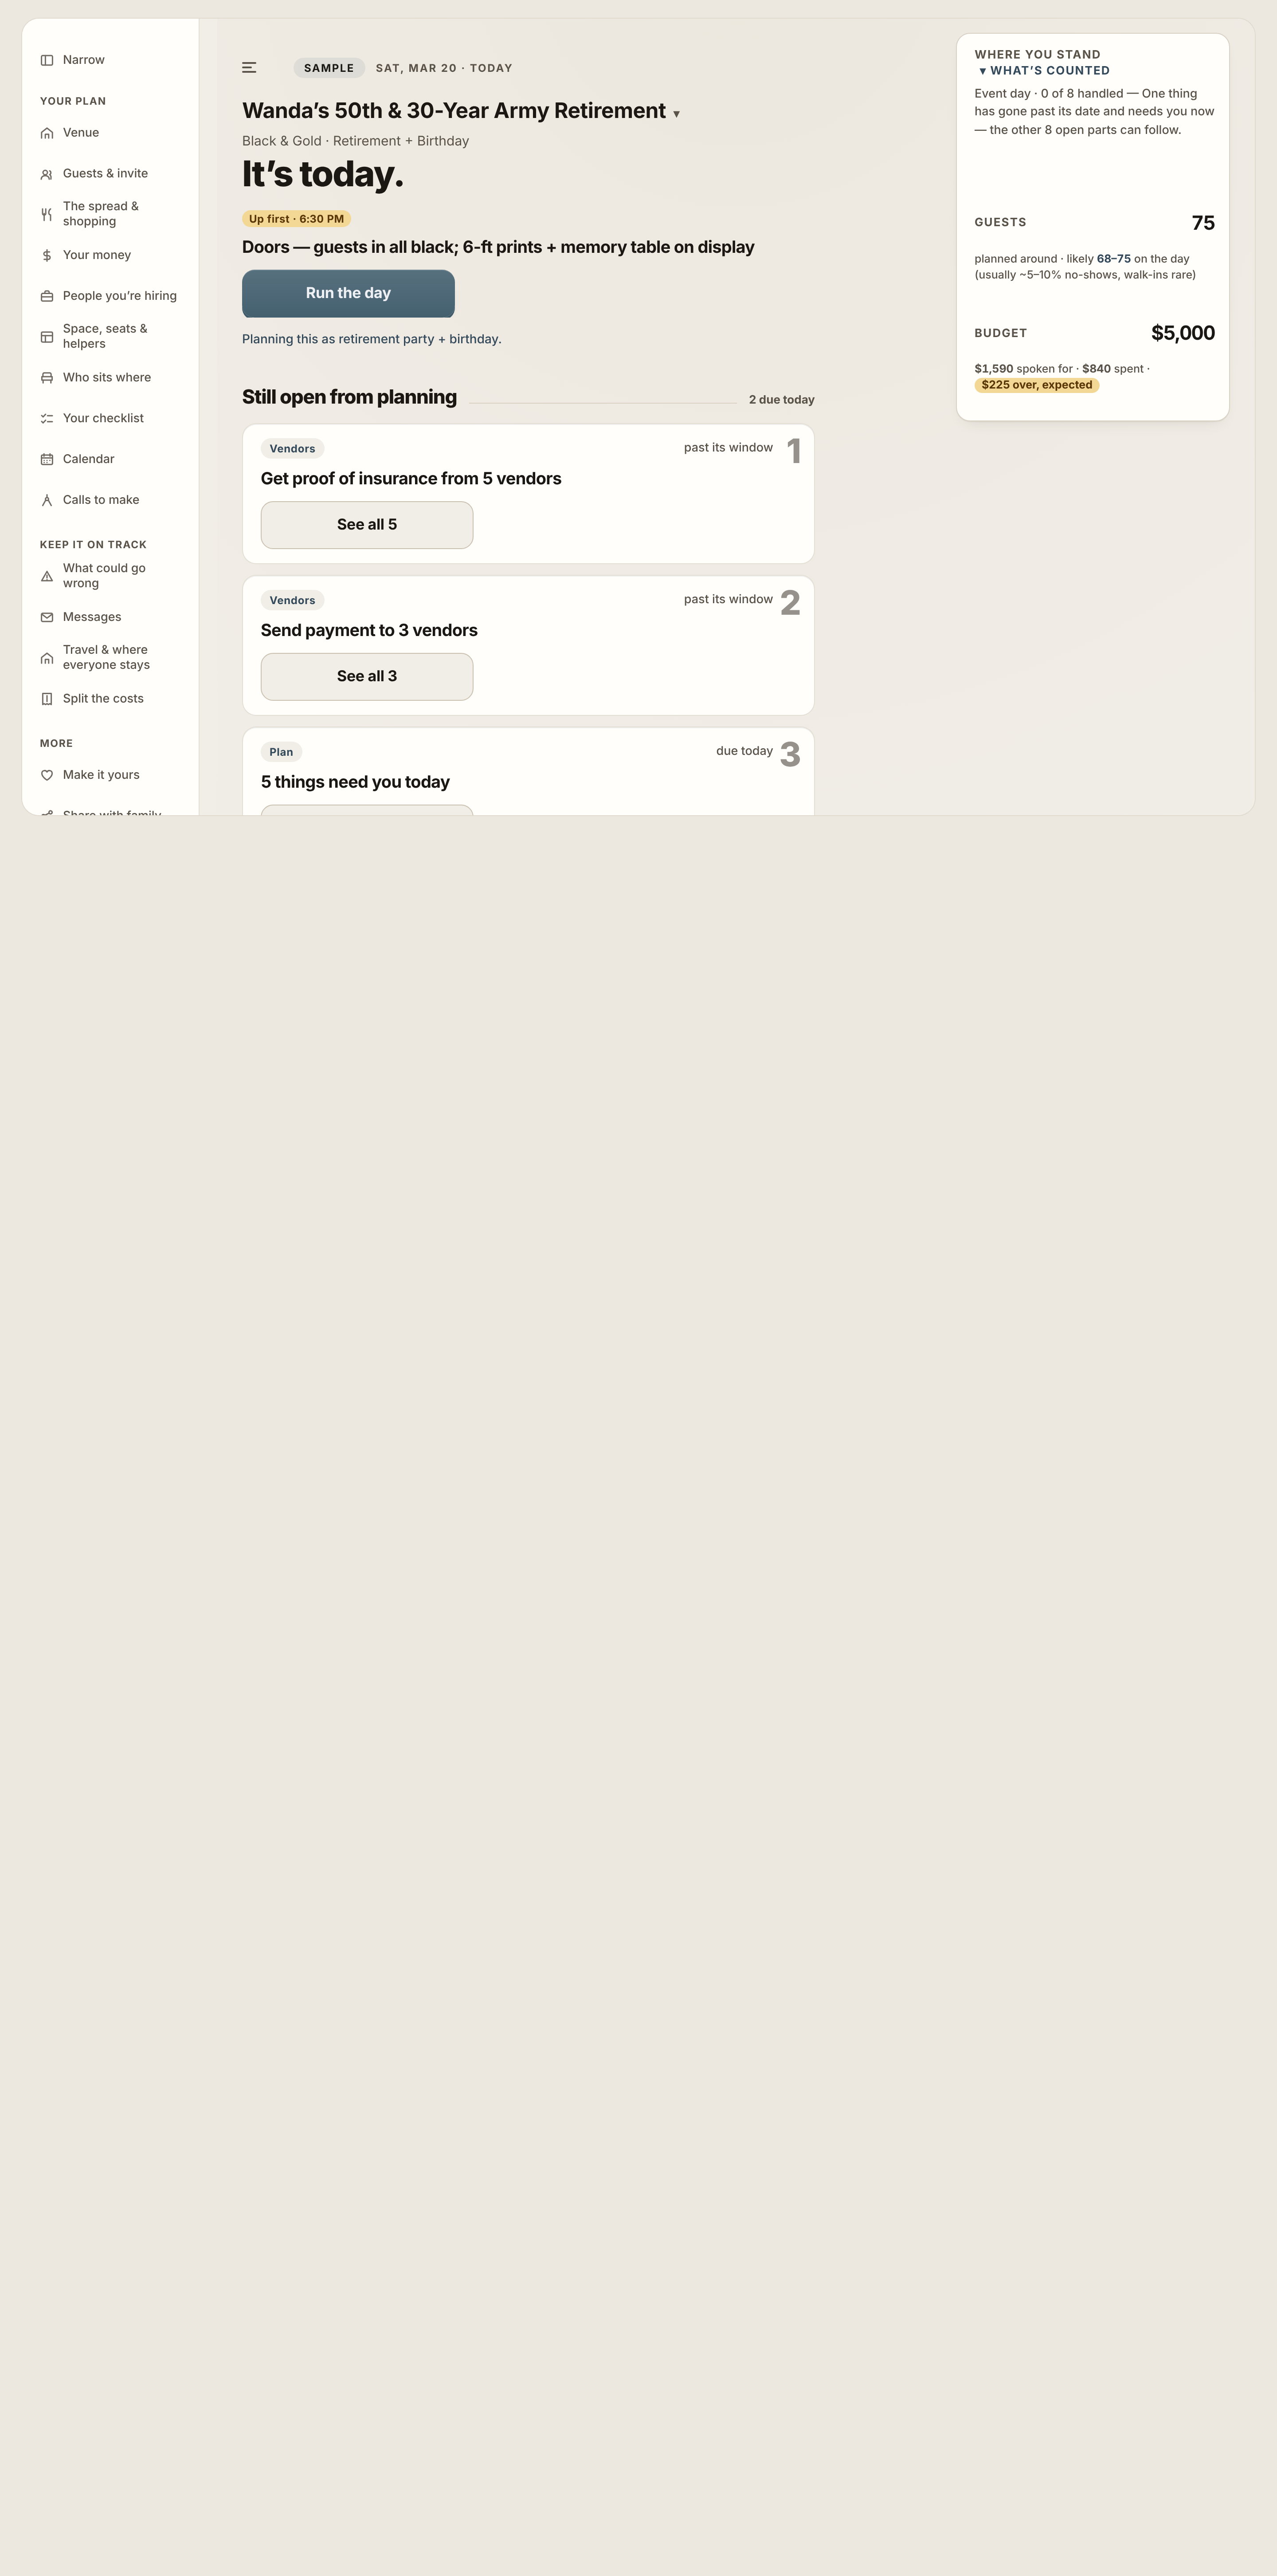 Narrow
YOUR PLAN
Venue
Guests & invite
The spread &
shopping
Your money
People you’re hiring
Space, seats &
helpers
Who sits where
Your checklist
Calendar
Calls to make
KEEP IT ON TRACK
What could go
wrong
Messages
Travel & where
everyone stays
Split the costs
MORE
Make it yours
Share with family
SAMPLE SAT, MAR 20 · TODAY
Wanda’s 50th & 30-Year Army Retirement ▾
Black & Gold · Retirement + Birthday
It’s today.
Up first · 6:30 PM
Doors — guests in all black; 6-ft prints + memory table on display
Run the day
Planning this as retirement party + birthday.
Still open from planning 2 due today
Vendors past its window 1
Get proof of insurance from 5 vendors
See all 5
Vendors past its window 2
Send payment to 3 vendors
See all 3
Plan due today 3
5 things need you today
WHERE YOU STAND
▾ WHAT’S COUNTED
Event day · 0 of 8 handled — One thing
has gone past its date and needs you now
— the other 8 open parts can follow.
GUESTS 75
planned around · likely 68–75 on the day
(usually ~5–10% no-shows, walk-ins rare)
BUDGET $5,000
$1,590 spoken for · $840 spent ·
$225 over, expected